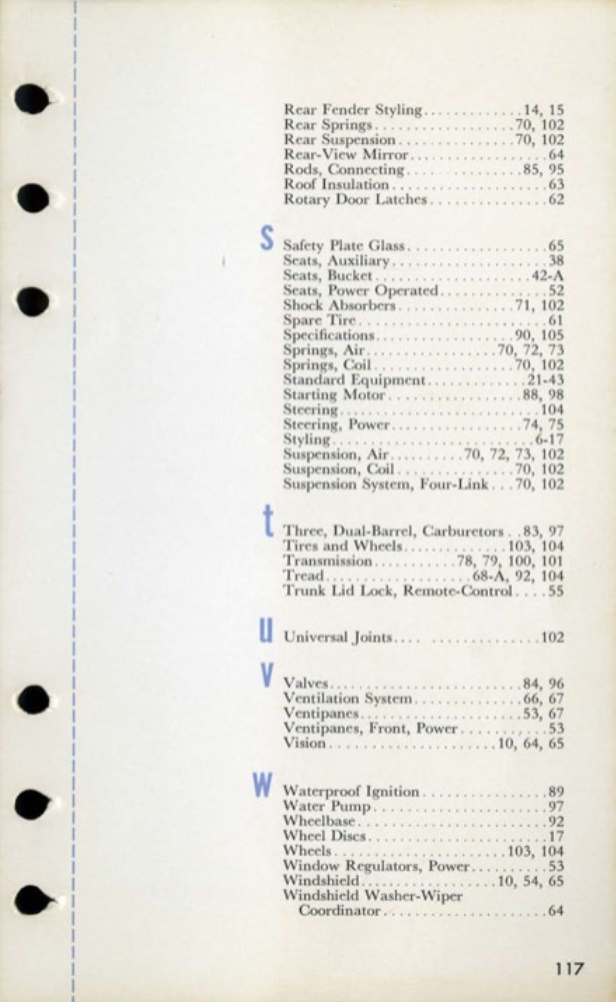 Rear Fender Styling.............14, 15
Rear Springs...................70, 102
Rear Suspension................70, 102
Rear-View Mirror...................64
Rods, Connecting...............85, 95
Roof Insulation.....................63
Rotary Door Latches...............62
S
Safety Plate Glass...................65
Seats, Auxiliary.....................38
Seats, Bucket.....................42-A
Seats, Power Operated..............52
Shock Absorbers................71, 102
Spare Tire..........................61
Specifications...................90, 105
Springs, Air..................70, 72, 73
Springs, Coil...................70, 102
Standard Equipment.............21-43
Starting Motor..................88, 98
Steering...........................104
Steering, Power.................74, 75
Styling............................6-17
Suspension, Air..........70, 72, 73, 102
Suspension, Coil................70, 102
Suspension System, Four-Link...70, 102
t
Three, Dual-Barrel, Carburetors..83, 97
Tires and Wheels..............103, 104
Transmission...........78, 79, 100, 101
Tread....................68-A, 92, 104
Trunk Lid Lock, Remote-Control....55
u
Universal Joints.... ...............102
V
Valves..........................84, 96
Ventilation System...............66, 67
Ventipanes......................53, 67
Ventipanes, Front, Power............53
Vision.......................10, 64, 65
W
Waterproof Ignition.................89
Water Pump........................97
Wheelbase..........................92
Wheel Discs........................17
Wheels........................103, 104
Window Regulators, Power..........53
Windshield...................10, 54, 65
Windshield Washer-Wiper
Coordinator......................64
117